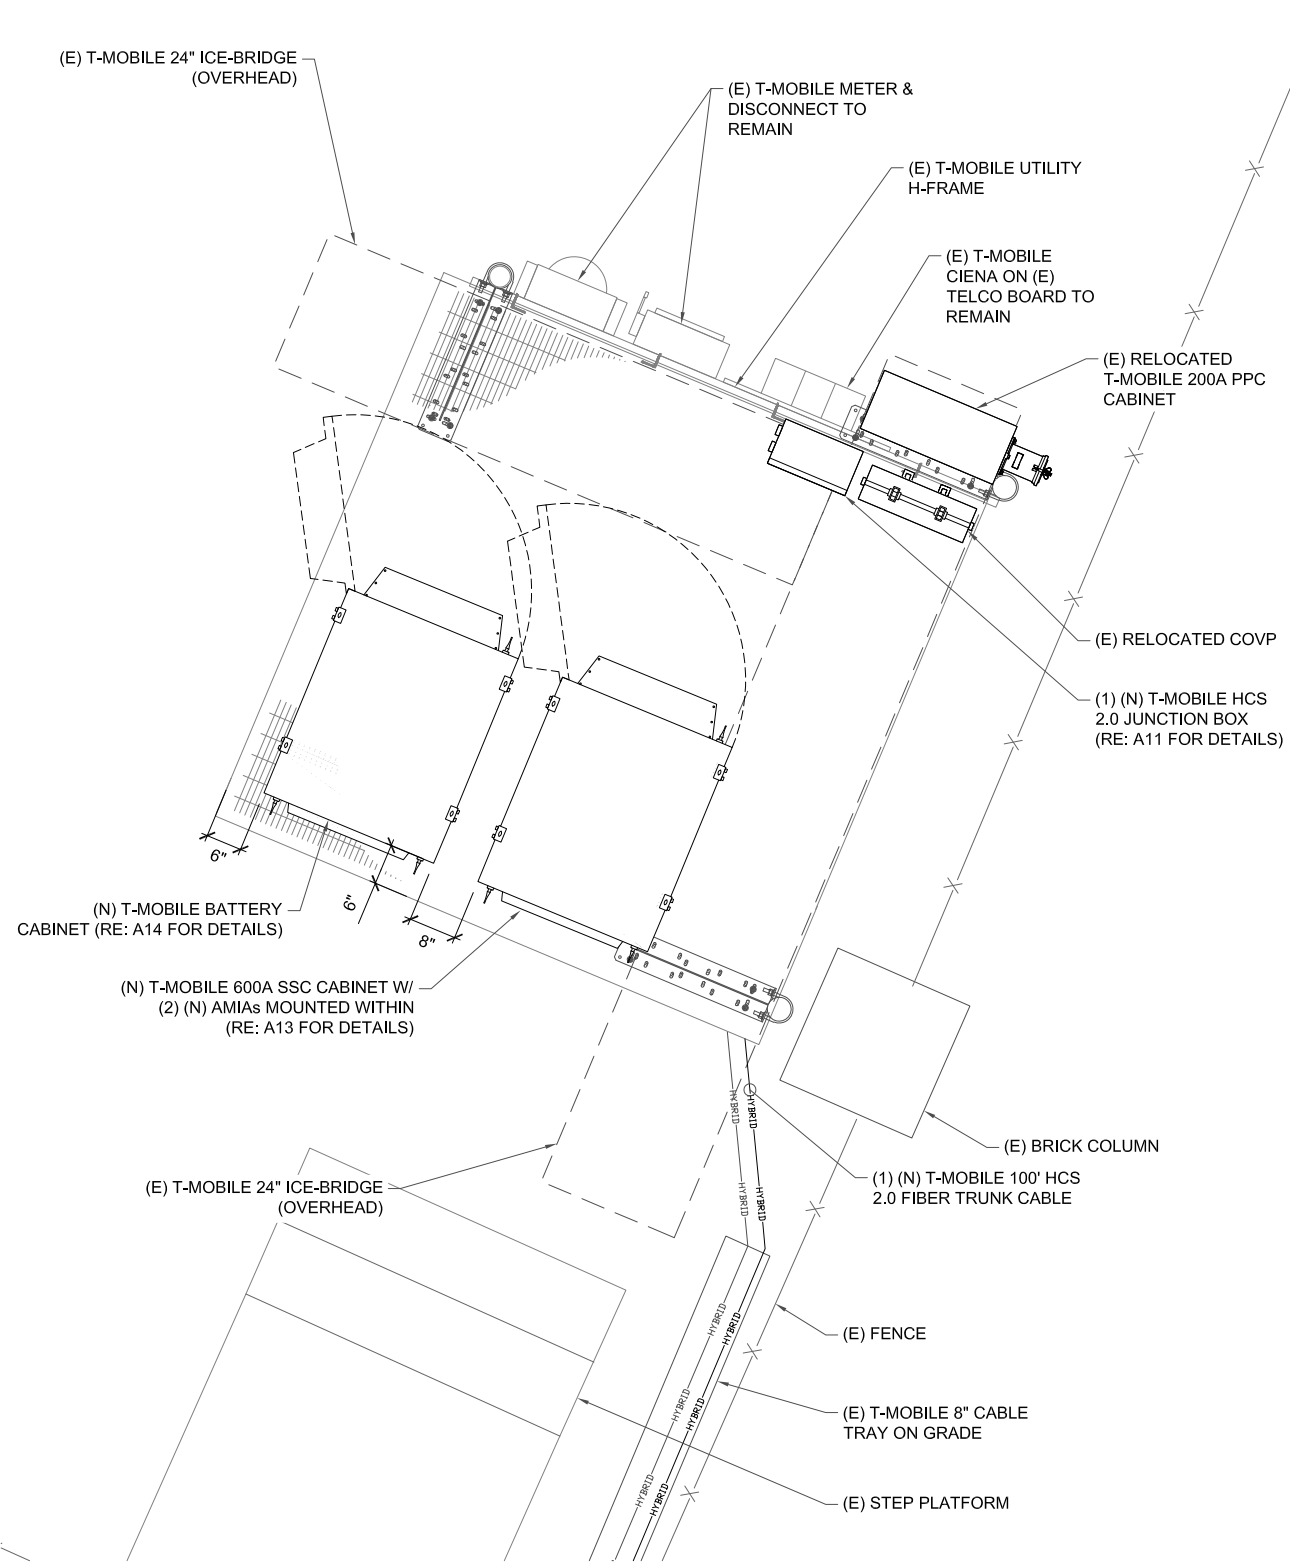 (E) T-MOBILE 24" ICE-BRIDGE
(OVERHEAD)
(E) T-MOBILE METER &
DISCONNECT TO
REMAIN
(E) T-MOBILE UTILITY
H-FRAME
(E) T-MOBILE
CIENA ON (E)
TELCO BOARD TO
REMAIN
(E) RELOCATED
T-MOBILE 200A PPC
CABINET
(E) RELOCATED COVP
(1) (N) T-MOBILE HCS
2.0 JUNCTION BOX
(RE: A11 FOR DETAILS)
6"
6"
8"
(N) T-MOBILE BATTERY
CABINET (RE: A14 FOR DETAILS)
(N) T-MOBILE 600A SSC CABINET W/
(2) (N) AMIAs MOUNTED WITHIN
(RE: A13 FOR DETAILS)
HYBRID
HYBRID
(E) BRICK COLUMN
(1) (N) T-MOBILE 100' HCS
2.0 FIBER TRUNK CABLE
(E) T-MOBILE 24" ICE-BRIDGE
(OVERHEAD)
HYBRID
HYBRID
HYBRID
HYBRID
(E) FENCE
HYBRID
HYBRID
(E) T-MOBILE 8" CABLE
TRAY ON GRADE
HYBRID
HYBRID
(E) STEP PLATFORM